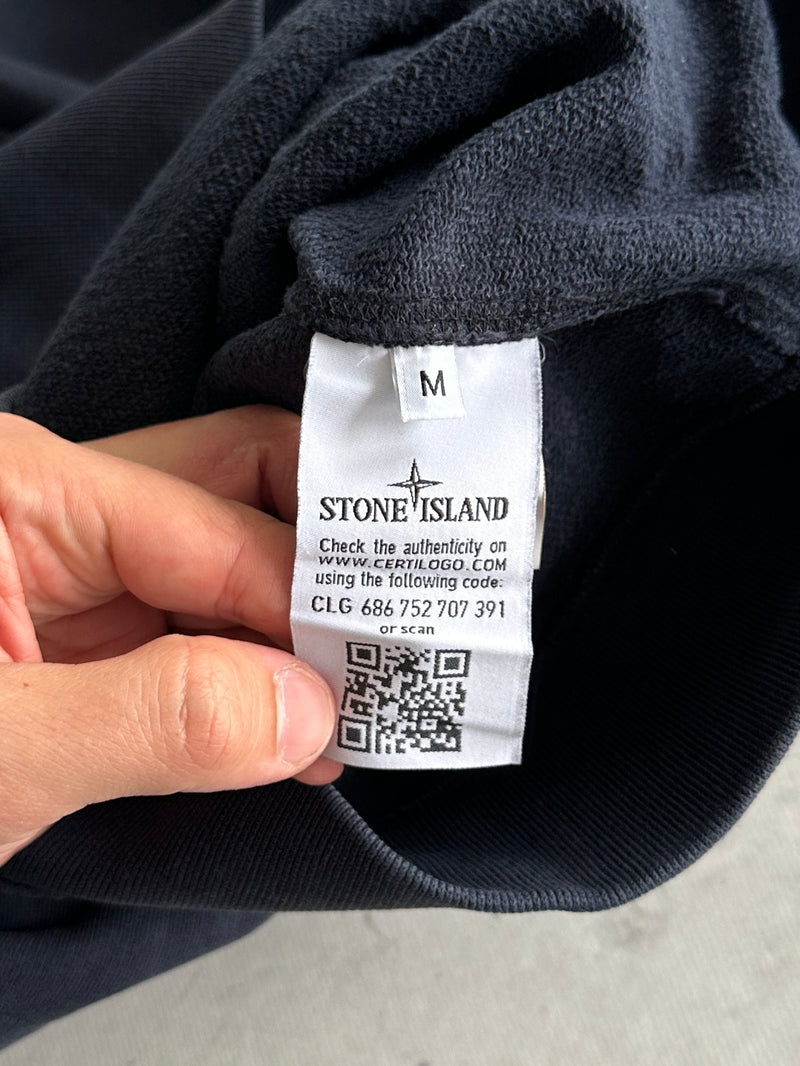 M
STONE ISLAND
Check the authenticity on
WWW.CERTILOGO.COM
using the following code:
CLG 686 752 707 391
or scan